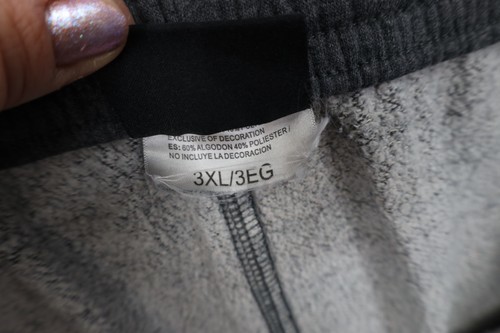 EXCLUSIVE OF DECORATION
ES: 60% ALGODON 40% POLIESTER /
NO INCLUYE LA DECORACION
3XL/3EG